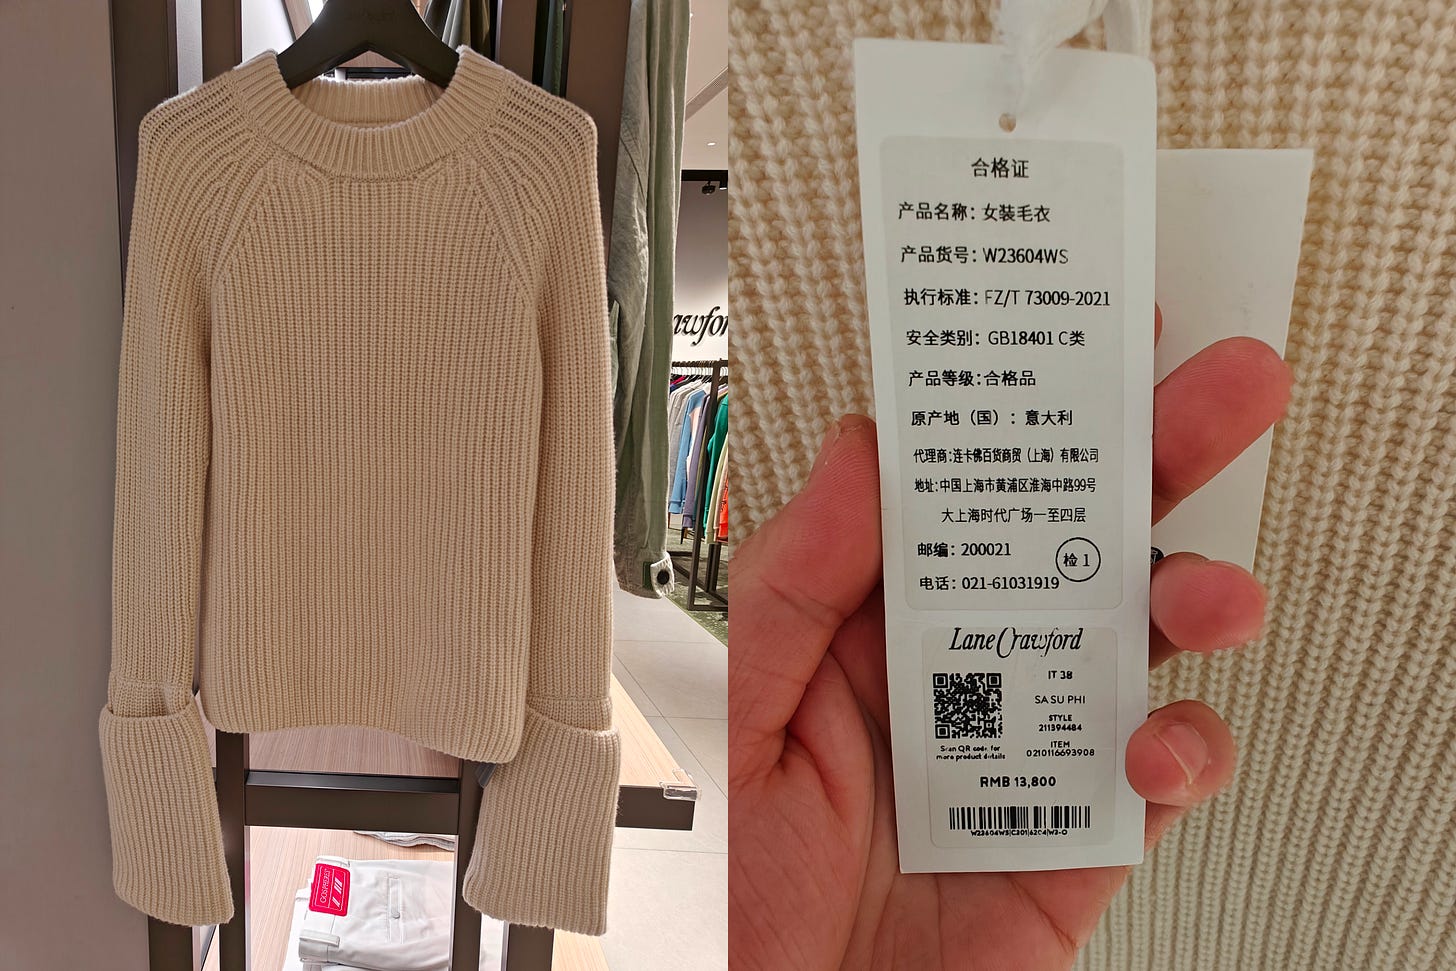 合格证
产品名称：女装毛衣
产品货号：W23604WS
执行标准：FZ/T 73009-2021
安全类别：GB18401 C类
产品等级：合格品
原产地（国）：意大利
代理商：连卡佛百货商贸（上海）有限公司
地址：中国上海市黄浦区淮海中路99号
大上海时代广场一至四层
邮编：200021
检 1
电话：021-61031919
Lane Crawford
IT 38
SA SU PHI
STYLE
211394484
Scan QR code for
more product details
ITEM
0210116693908
RMB 13,800